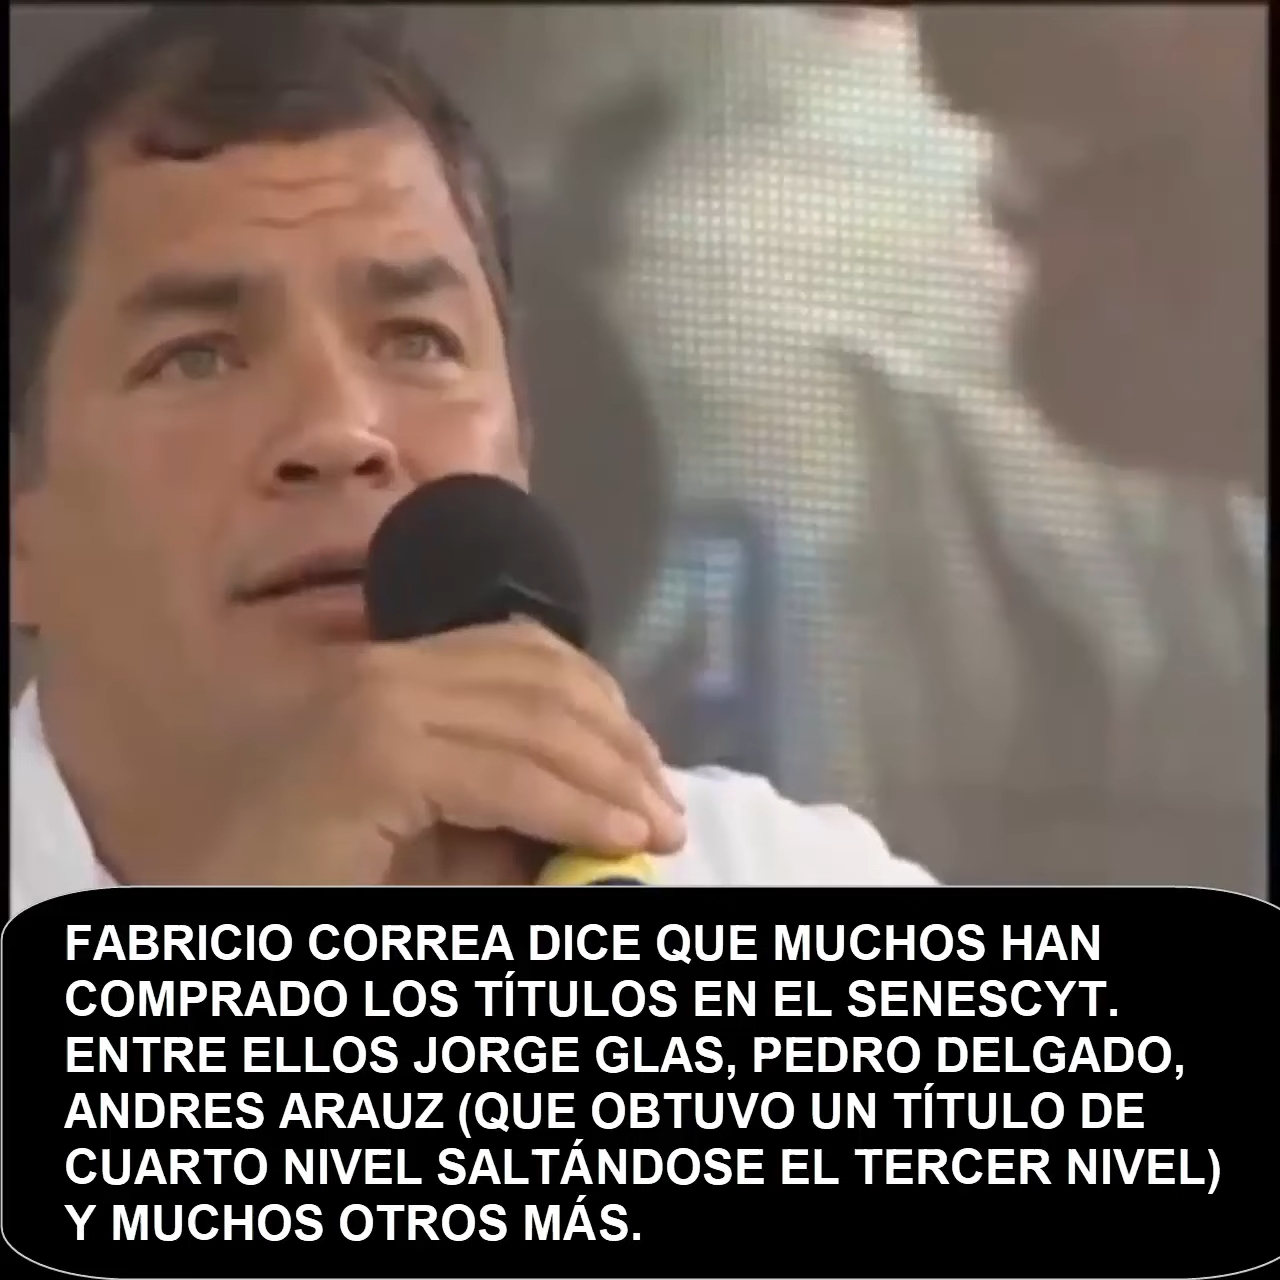 FABRICIO CORREA DICE QUE MUCHOS HAN
COMPRADO LOS TÍTULOS EN EL SENESCYT.
ENTRE ELLOS JORGE GLAS, PEDRO DELGADO,
ANDRES ARAUZ (QUE OBTUVO UN TÍTULO DE
CUARTO NIVEL SALTÁNDOSE EL TERCER NIVEL)
Y MUCHOS OTROS MÁS.